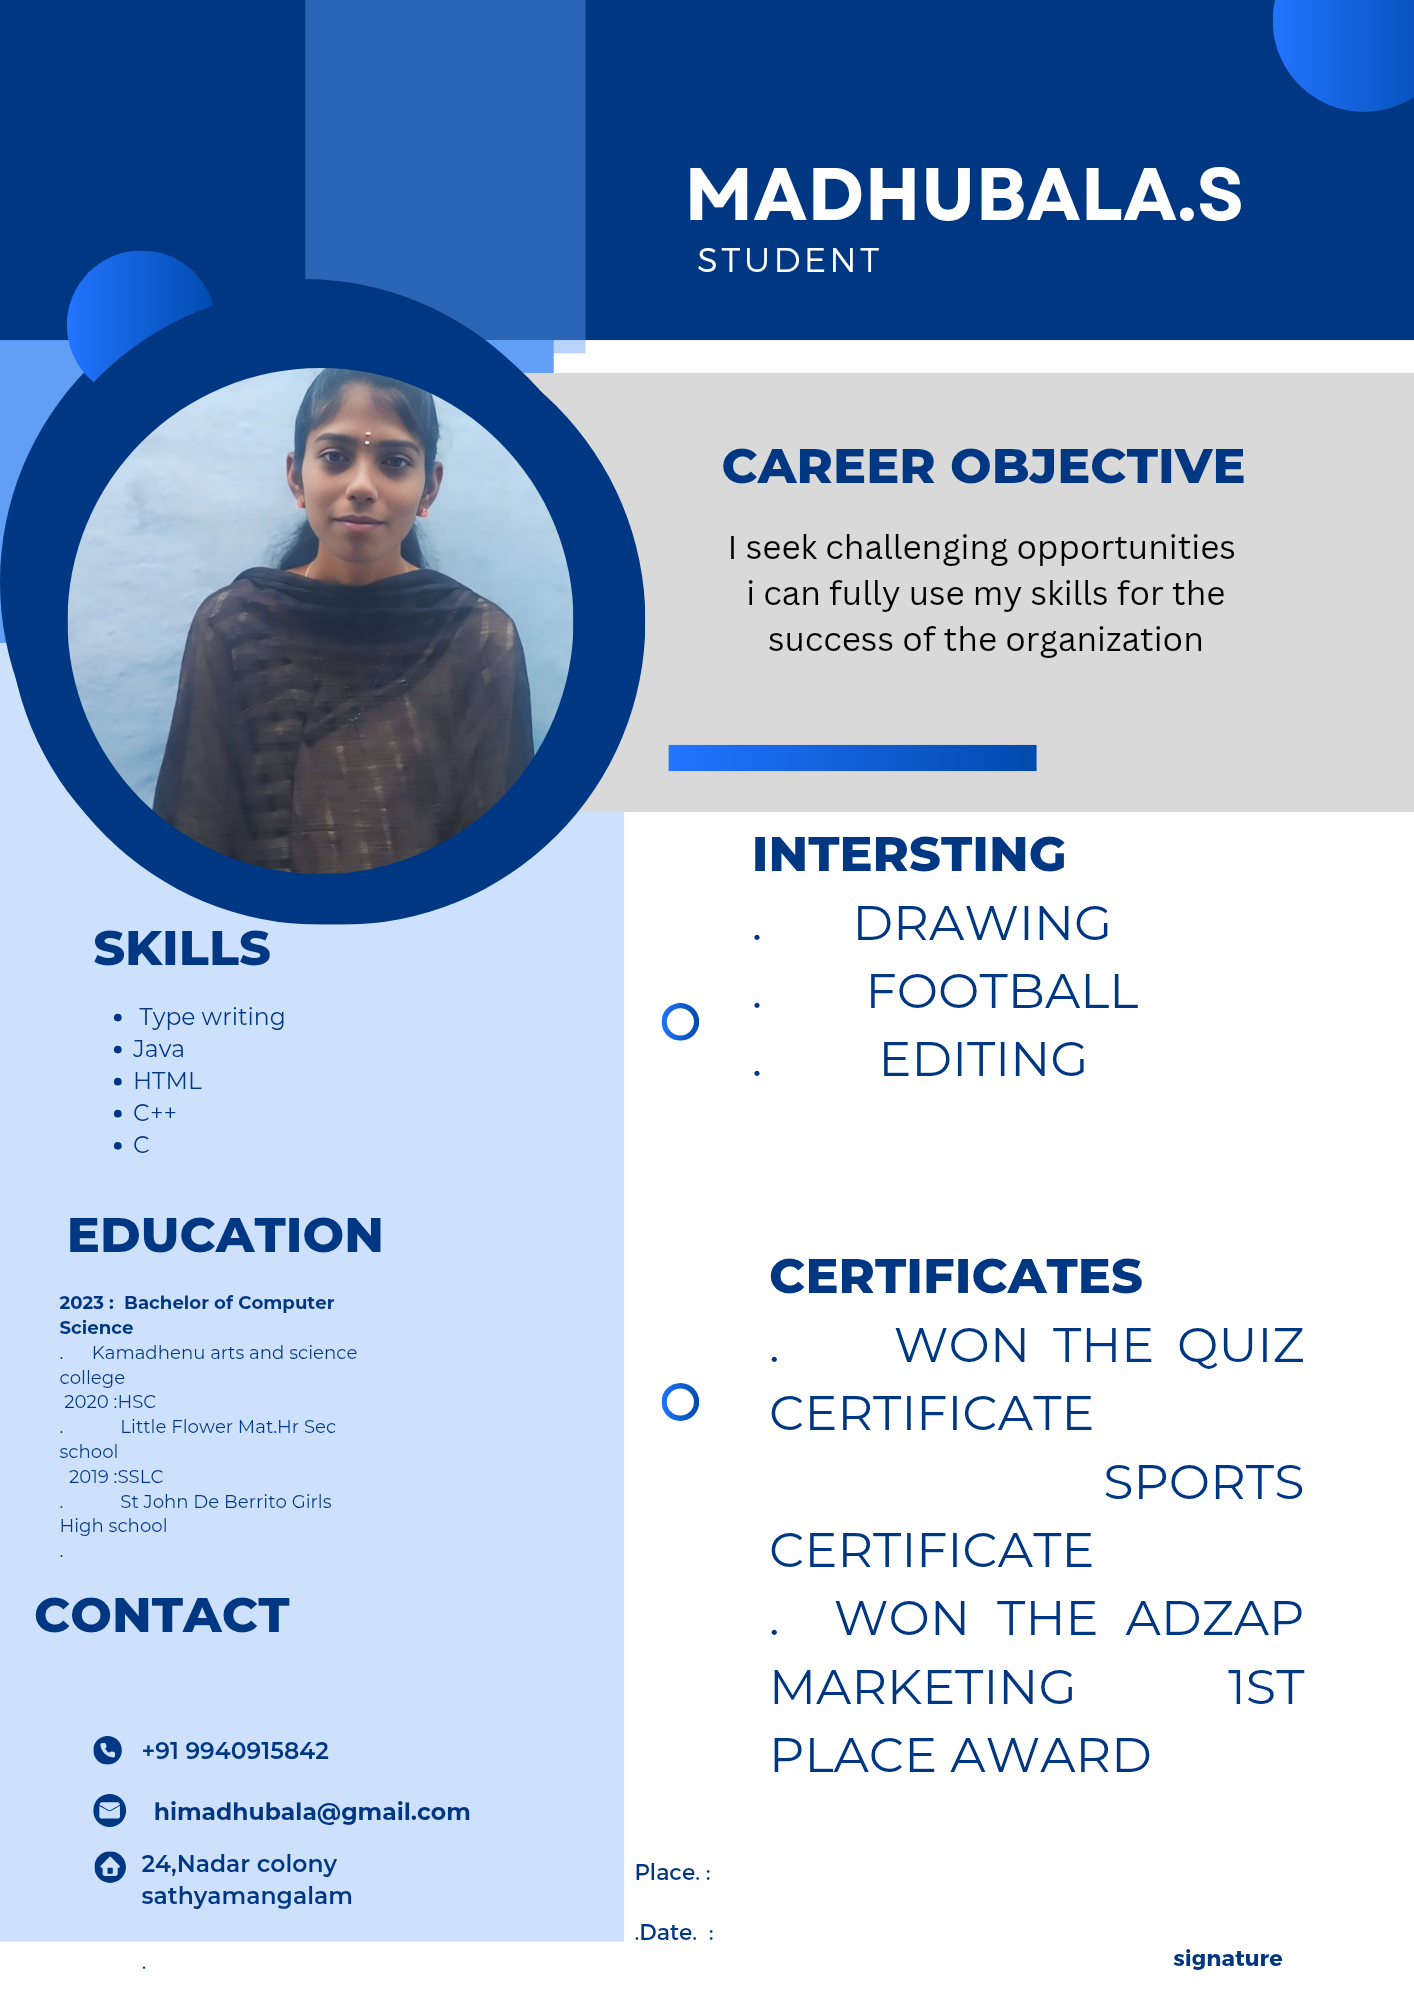 MADHUBALA.S
STUDENT
CAREER OBJECTIVE
I seek challenging opportunities
i can fully use my skills for the
success of the organization
SKILLS
• Type writing
• Java
• HTML
• C++
• C
EDUCATION
2023 : Bachelor of Computer
Science
. Kamadhenu arts and science
college
2020 :HSC
. Little Flower Mat.Hr Sec
school
2019 :SSLC
. St John De Berrito Girls
High school
.
CONTACT
+91 9940915842
himadhubala@gmail.com
24,Nadar colony
sathyamangalam
.
INTERSTING
. DRAWING
. FOOTBALL
. EDITING
CERTIFICATES
. WON THE QUIZ
CERTIFICATE
SPORTS
CERTIFICATE
. WON THE ADZAP
MARKETING 1ST
PLACE AWARD
Place. :
.Date. :
signature